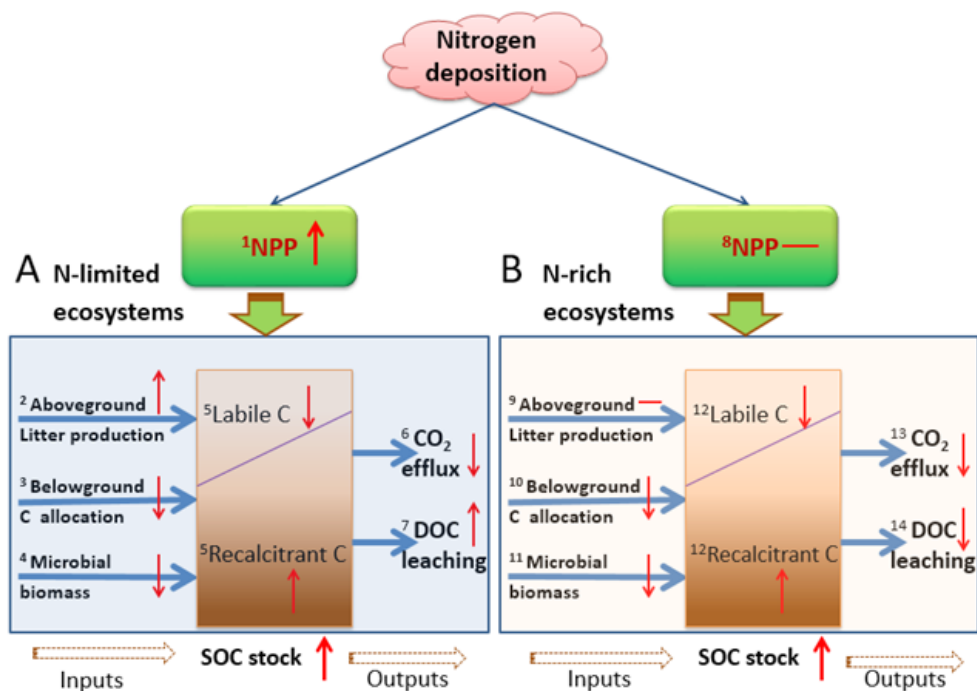 Nitrogen
deposition
¹NPP
⁸NPP
A
N-limited
ecosystems
B
N-rich
ecosystems
² Aboveground
Litter production
³ Belowground
C allocation
⁴ Microbial
biomass
⁵Labile C
⁵Recalcitrant C
⁶ CO₂
efflux
⁷ DOC
leaching
SOC stock
Inputs
Outputs
⁹ Aboveground
Litter production
¹⁰ Belowground
C allocation
¹¹ Microbial
biomass
¹²Labile C
¹²Recalcitrant C
¹³ CO₂
efflux
¹⁴ DOC
leaching
SOC stock
Inputs
Outputs